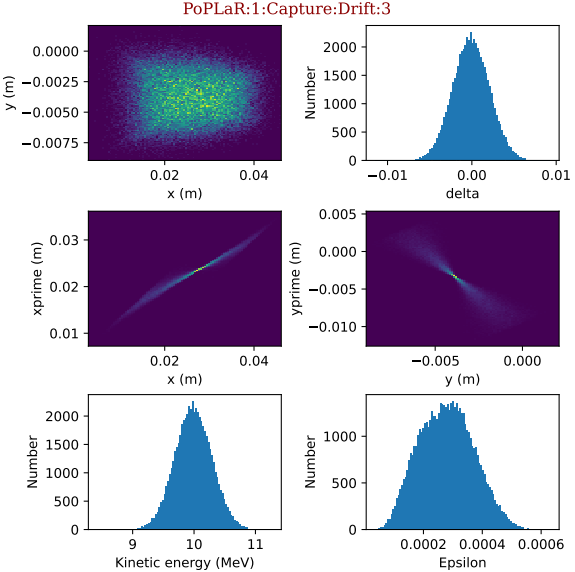 PoPLaR:1:Capture:Drift:3
0.0000
−0.0025
−0.0050
−0.0075
y (m)
0.02 0.04
x (m)
2000
1500
1000
500
0
Number
−0.01 0.00 0.01
delta
0.03
0.02
0.01
xprime (m)
0.02 0.04
x (m)
0.005
0.000
−0.005
−0.010
yprime (m)
−0.005 0.000
y (m)
2000
1500
1000
500
0
Number
9 10 11
Kinetic energy (MeV)
1000
500
0
Number
0.0002 0.0004 0.0006
Epsilon